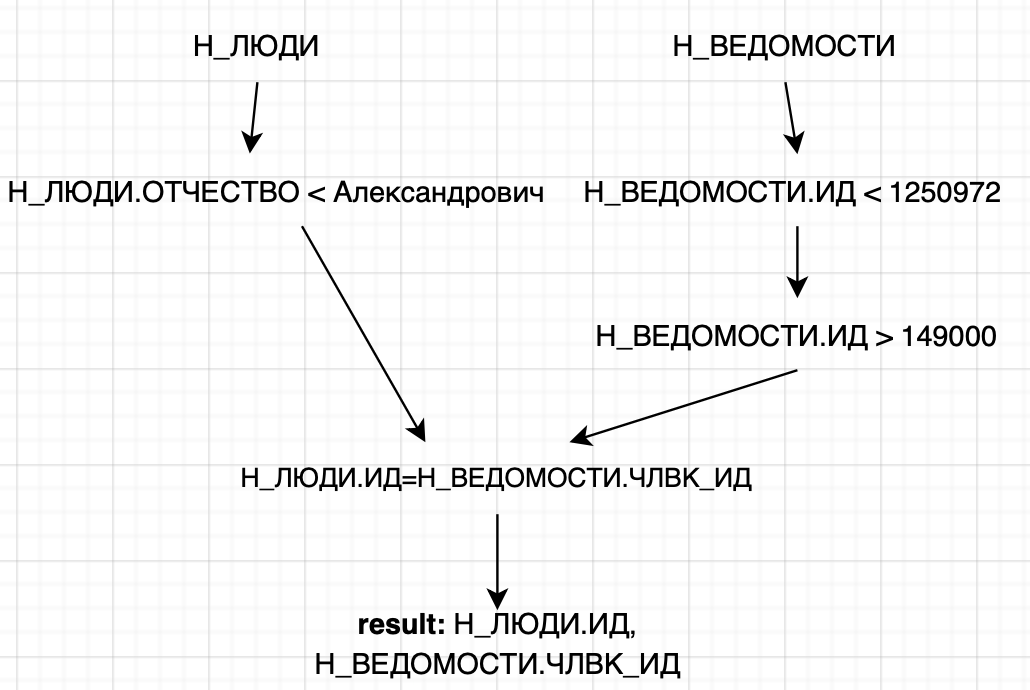 Н_ЛЮДИ
Н_ВЕДОМОСТИ
Н_ЛЮДИ.ОТЧЕСТВО < Александрович
Н_ВЕДОМОСТИ.ИД < 1250972
Н_ВЕДОМОСТИ.ИД > 149000
Н_ЛЮДИ.ИД=Н_ВЕДОМОСТИ.ЧЛВК_ИД
result: Н_ЛЮДИ.ИД,
Н_ВЕДОМОСТИ.ЧЛВК_ИД